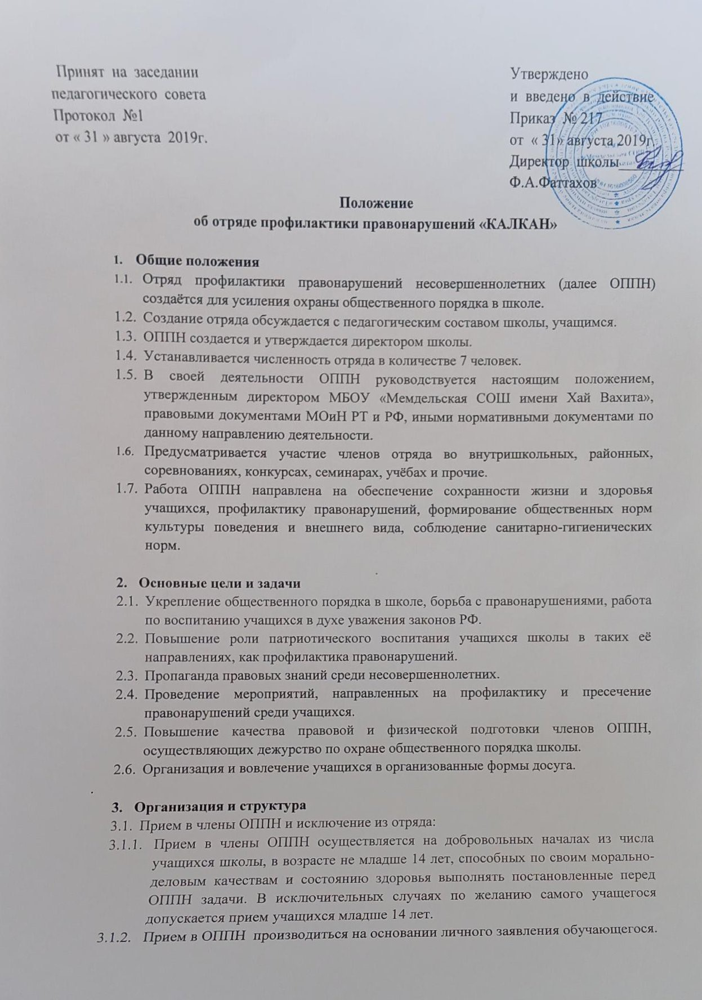 Принят на заседании
педагогического совета
Протокол №1
от « 31 » августа 2019г.
Утверждено
и введено в действие
Приказ № 217
от « 31» августа 2019г.
Директор школы
Ф.А.Фаттахов
Положение
об отряде профилактики правонарушений «КАЛКАН»
1. Общие положения
1.1. Отряд профилактики правонарушений несовершеннолетних (далее ОППН)
создаётся для усиления охраны общественного порядка в школе.
1.2. Создание отряда обсуждается с педагогическим составом школы, учащимся.
1.3. ОППН создается и утверждается директором школы.
1.4. Устанавливается численность отряда в количестве 7 человек.
1.5. В своей деятельности ОППН руководствуется настоящим положением,
утвержденным директором МБОУ «Мемдельская СОШ имени Хай Вахита»,
правовыми документами МОиН РТ и РФ, иными нормативными документами по
данному направлению деятельности.
1.6. Предусматривается участие членов отряда во внутришкольных, районных,
соревнованиях, конкурсах, семинарах, учёбах и прочие.
1.7. Работа ОППН направлена на обеспечение сохранности жизни и здоровья
учащихся, профилактику правонарушений, формирование общественных норм
культуры поведения и внешнего вида, соблюдение санитарно-гигиенических
норм.
2. Основные цели и задачи
2.1. Укрепление общественного порядка в школе, борьба с правонарушениями, работа
по воспитанию учащихся в духе уважения законов РФ.
2.2. Повышение роли патриотического воспитания учащихся школы в таких её
направлениях, как профилактика правонарушений.
2.3. Пропаганда правовых знаний среди несовершеннолетних.
2.4. Проведение мероприятий, направленных на профилактику и пресечение
правонарушений среди учащихся.
2.5. Повышение качества правовой и физической подготовки членов ОППН,
осуществляющих дежурство по охране общественного порядка школы.
2.6. Организация и вовлечение учащихся в организованные формы досуга.
3. Организация и структура
3.1. Прием в члены ОППН и исключение из отряда:
3.1.1. Прием в члены ОППН осуществляется на добровольных началах из числа
учащихся школы, в возрасте не младше 14 лет, способных по своим морально-
деловым качествам и состоянию здоровья выполнять постановленные перед
ОППН задачи. В исключительных случаях по желанию самого учащегося
допускается прием учащихся младше 14 лет.
3.1.2. Прием в ОППН производиться на основании личного заявления обучающегося.